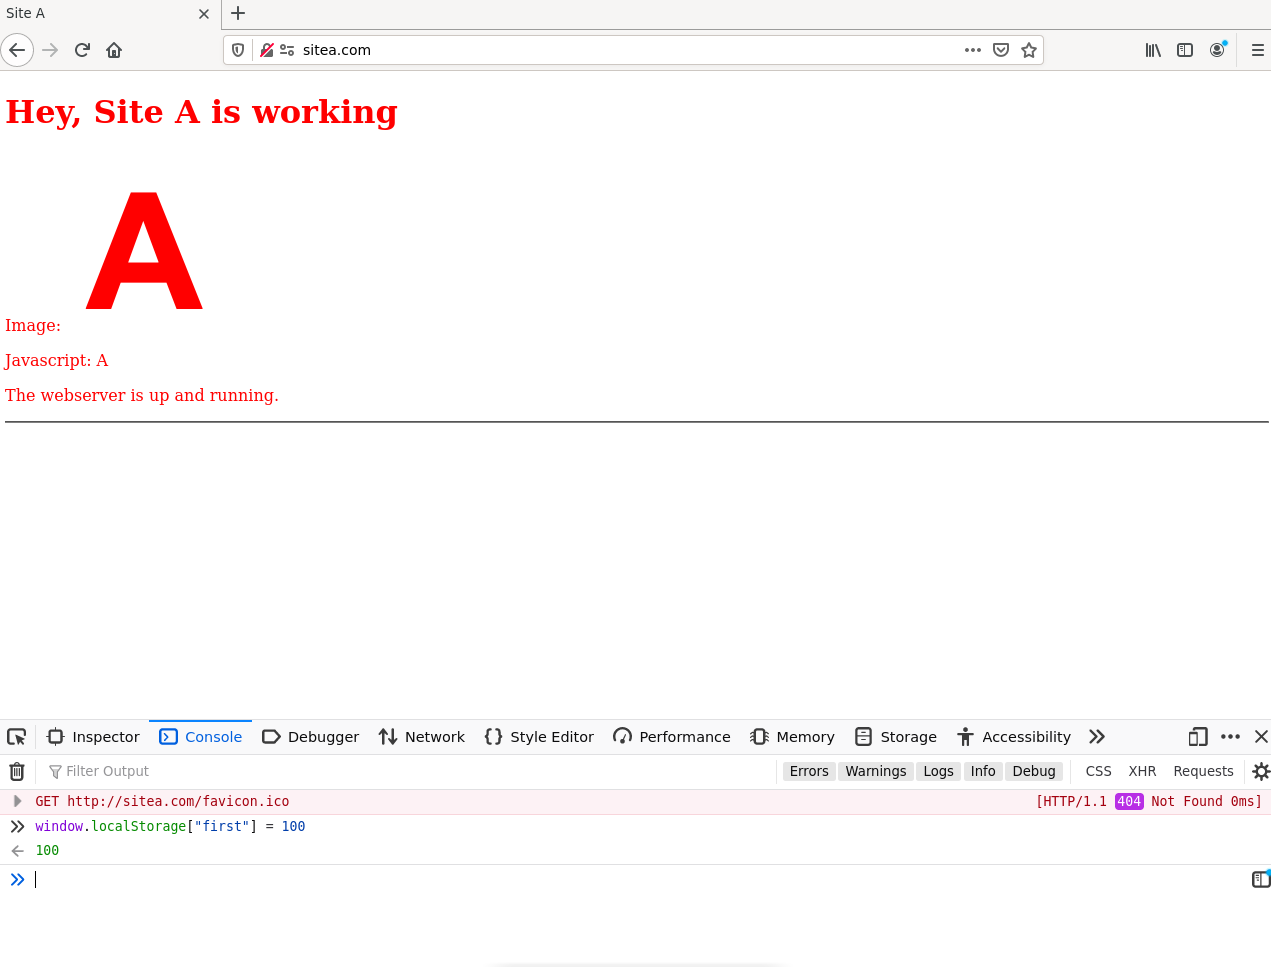 Site A
sitea.com
Hey, Site A is working
A
Image:
Javascript: A
The webserver is up and running.
Inspector Console Debugger Network Style Editor Performance Memory Storage Accessibility
Filter Output Errors Warnings Logs Info Debug CSS XHR Requests
GET http://sitea.com/favicon.ico [HTTP/1.1 404 Not Found 0ms]
window.localStorage["first"] = 100
100